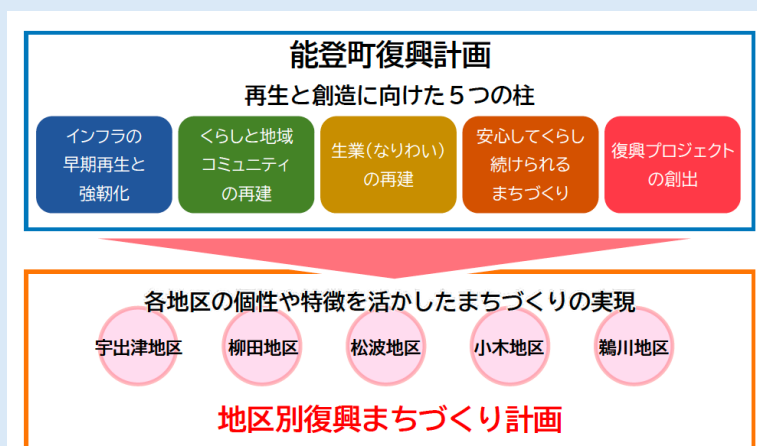 能登町復興計画
再生と創造に向けた５つの柱
インフラの
早期再生と
強靭化
くらしと地域
コミュニティ
の再建
生業(なりわい)
の再建
安心してくらし
続けられる
まちづくり
復興プロジェクト
の創出
各地区の個性や特徴を活かしたまちづくりの実現
宇出津地区
柳田地区
松波地区
小木地区
鵜川地区
地区別復興まちづくり計画